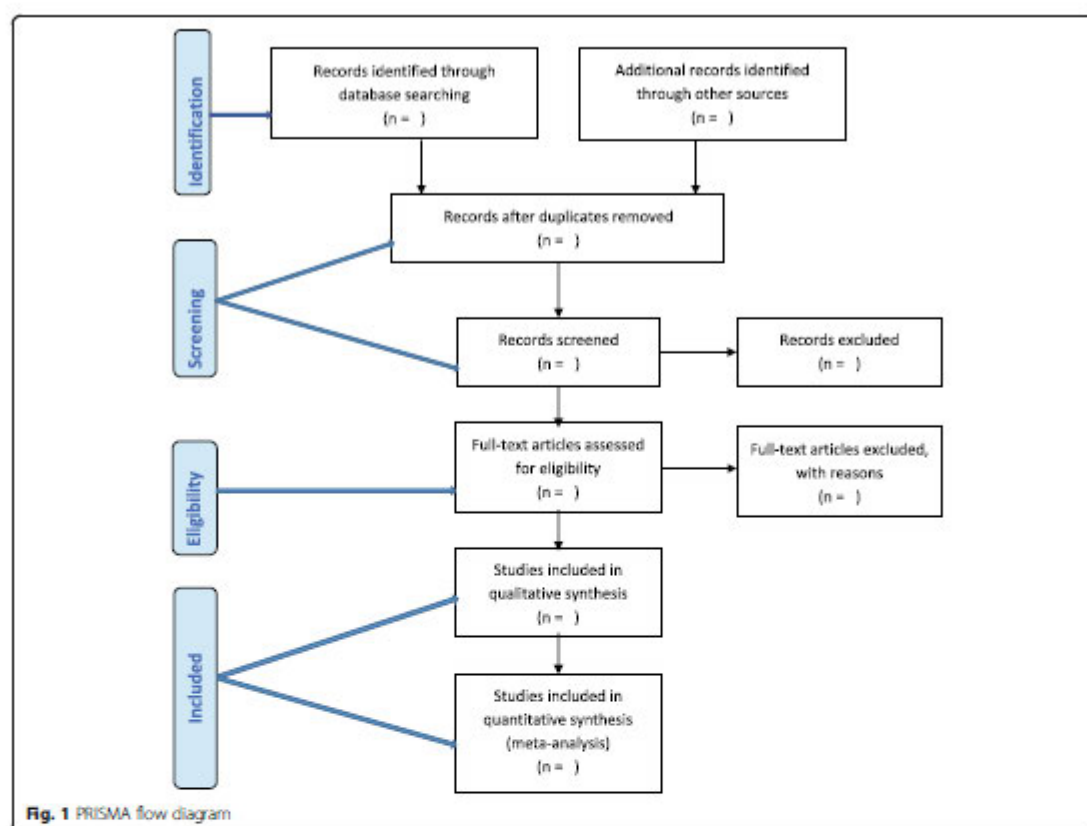 Identification
Records identified through
database searching
(n =   )
Additional records identified
through other sources
(n =   )
Records after duplicates removed
(n =   )
Screening
Records screened
(n =   )
Records excluded
(n =   )
Eligibility
Full-text articles assessed
for eligibility
(n =   )
Full-text articles excluded,
with reasons
(n =   )
Included
Studies included in
qualitative synthesis
(n =   )
Studies included in
quantitative synthesis
(meta-analysis)
(n =   )
Fig. 1 PRISMA flow diagram